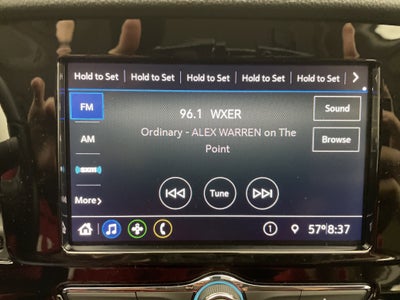 Hold to Set Hold to Set Hold to Set Hold to Set Hold to Set
FM
AM
((SXM))
More
96.1 WXER
Ordinary - ALEX WARREN on The
Point
Tune
Sound
Browse
1
57° 8:37